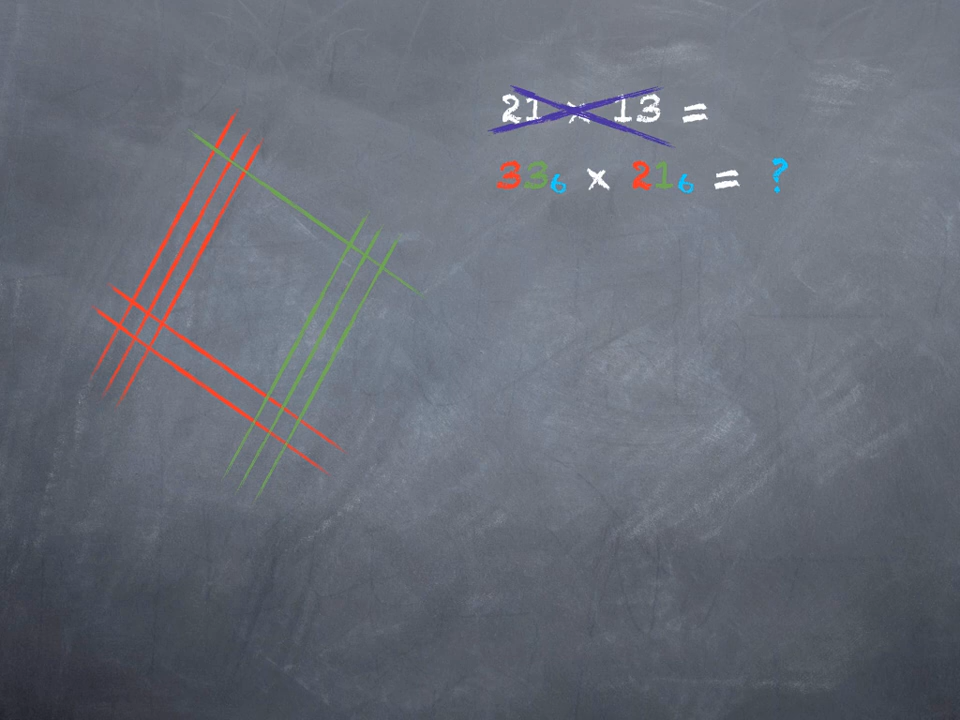 21 x 13 =
33₆ x 21₆ = ?